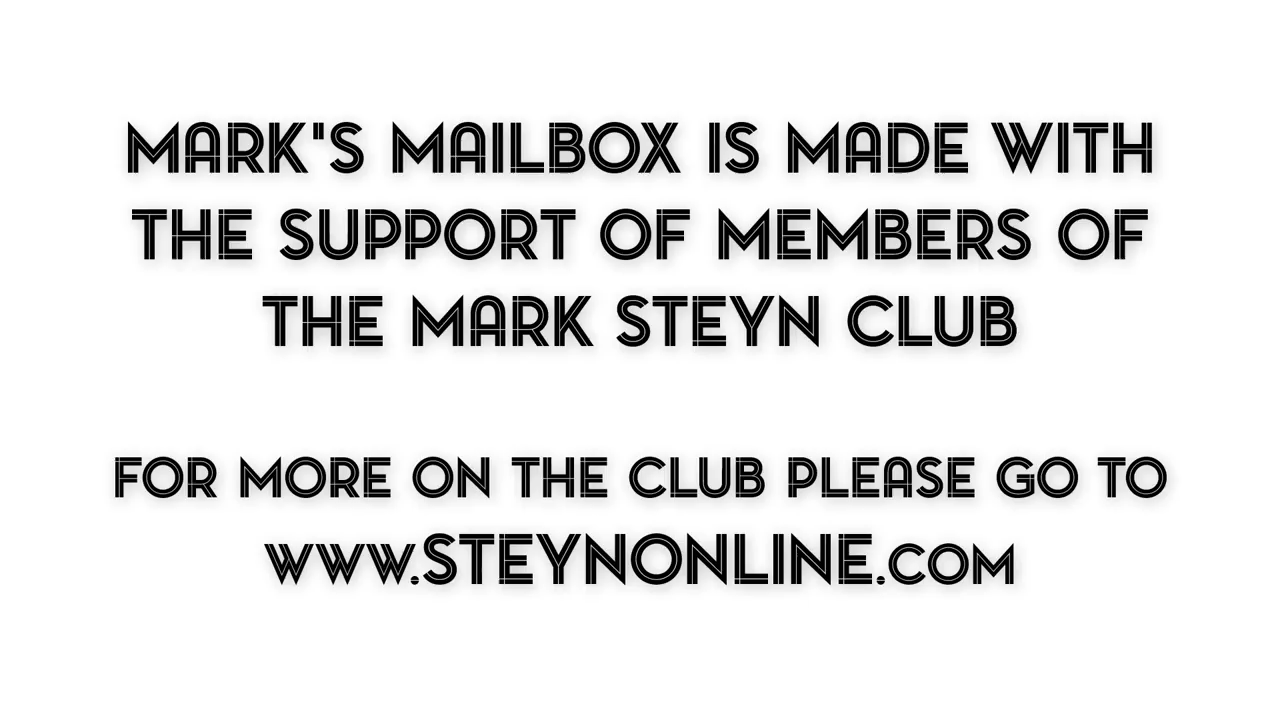 MARK'S MAILBOX IS MADE WITH
THE SUPPORT OF MEMBERS OF
THE MARK STEYN CLUB
FOR MORE ON THE CLUB PLEASE GO TO
WWW.STEYNONLINE.COM